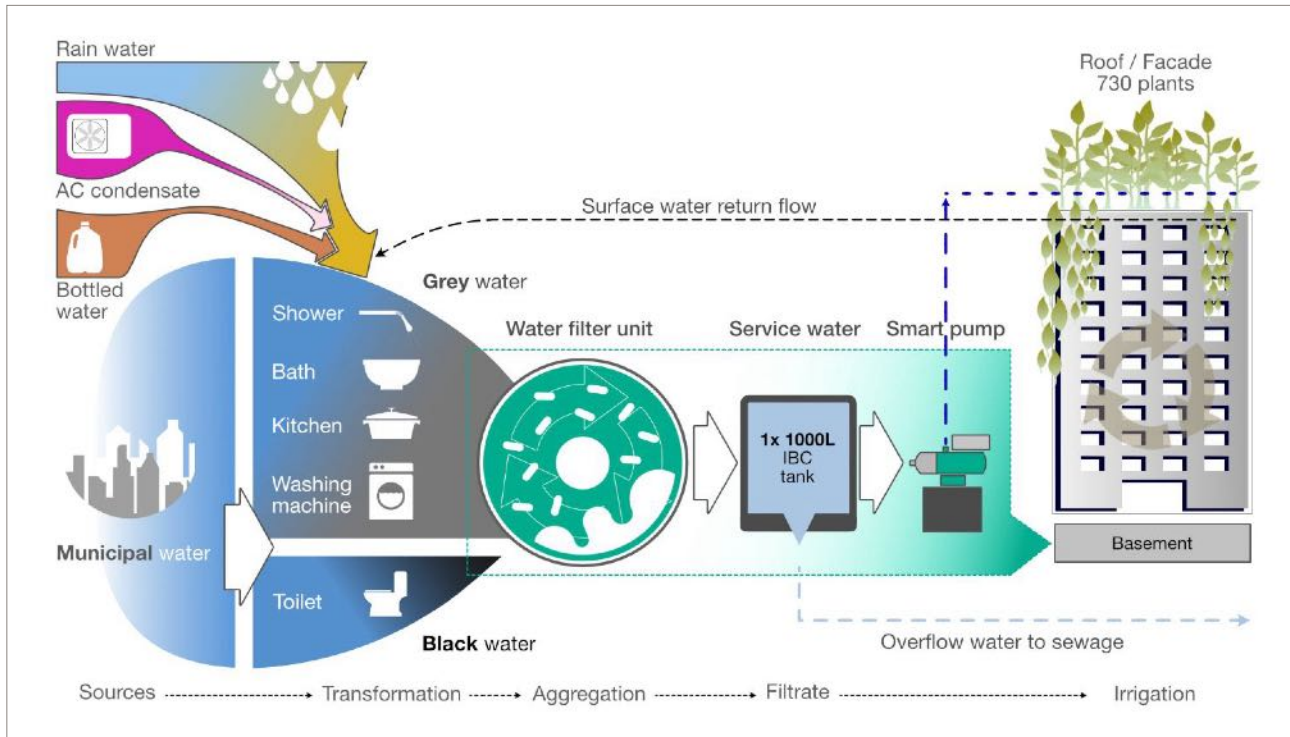 Rain water
AC condensate
Bottled
water
Municipal water
Shower
Bath
Kitchen
Washing
machine
Toilet
Grey water
Black water
Surface water return flow
Water filter unit
Service water
1x 1000L
IBC
tank
Smart pump
Roof / Facade
730 plants
Basement
Overflow water to sewage
Sources
Transformation
Aggregation
Filtrate
Irrigation